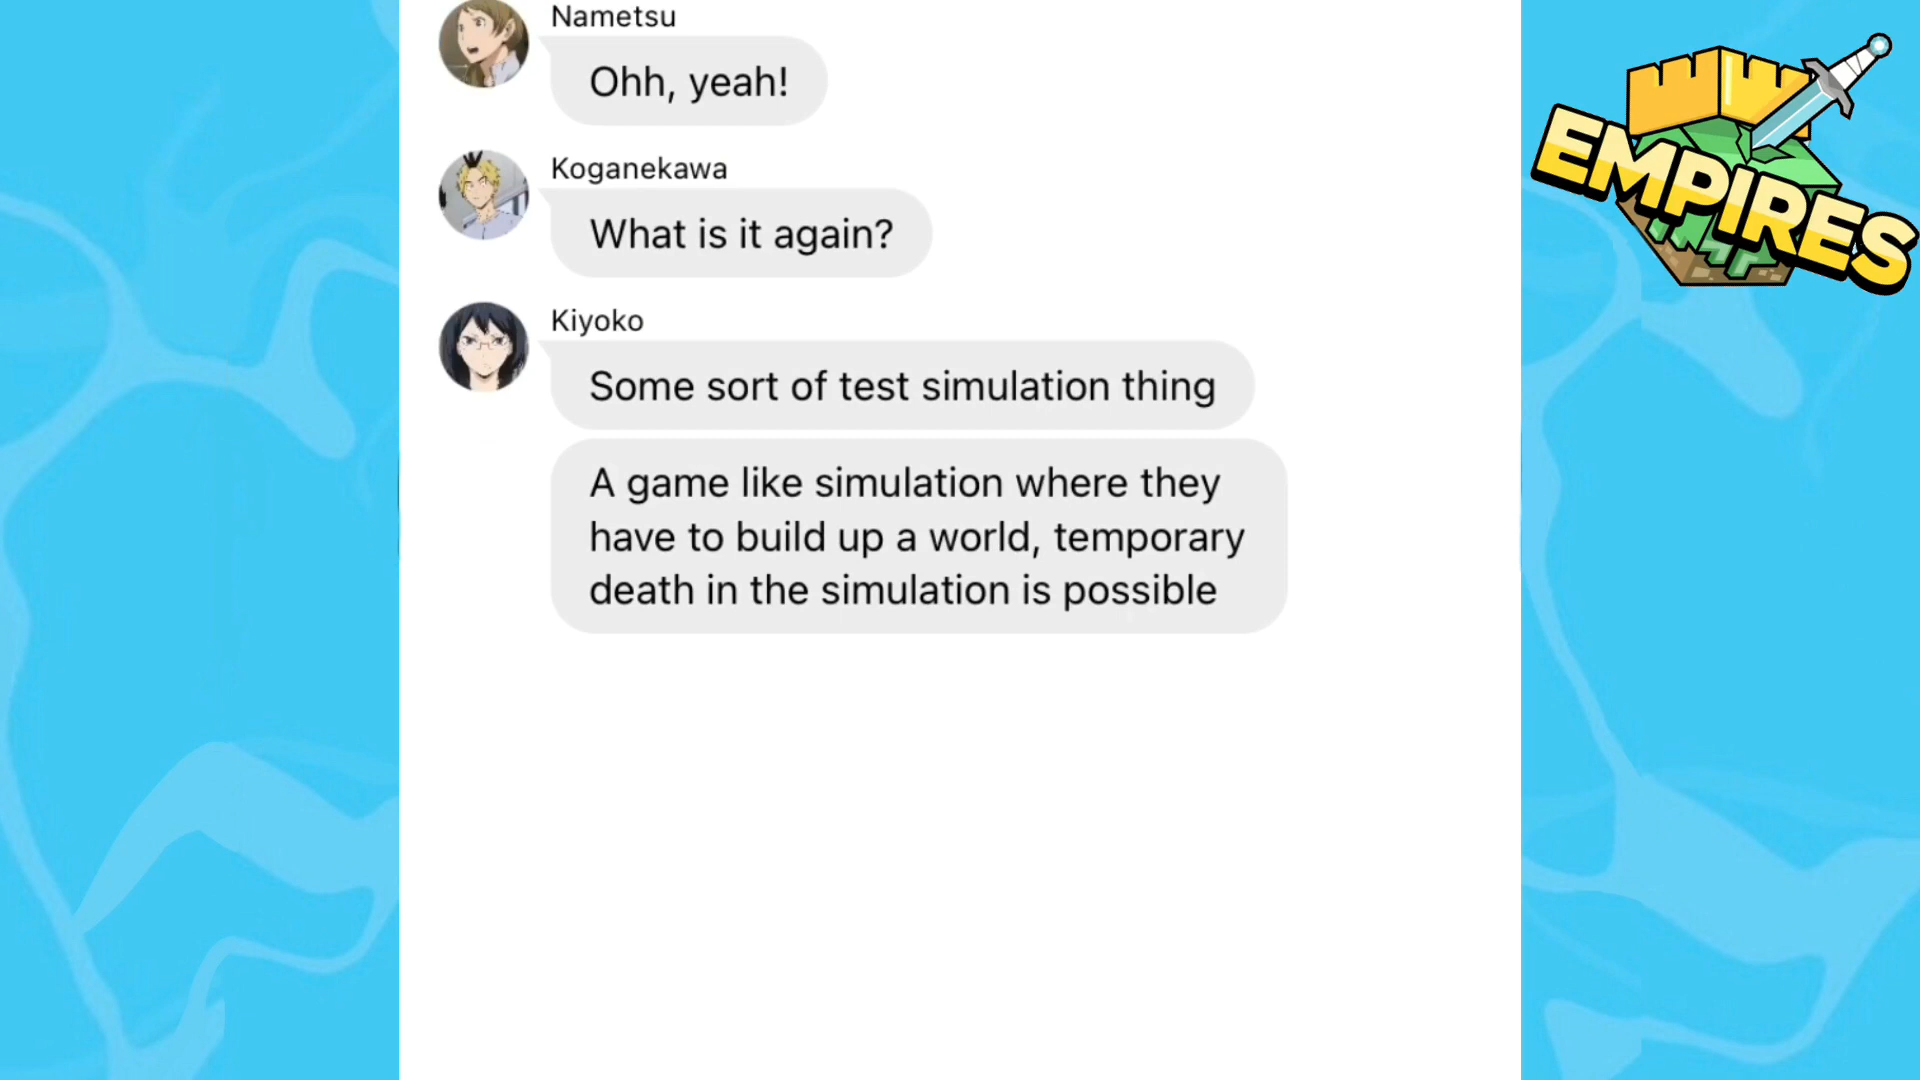 Nametsu
Ohh, yeah!
Koganekawa
What is it again?
Kiyoko
Some sort of test simulation thing
A game like simulation where they
have to build up a world, temporary
death in the simulation is possible
EMPIRES